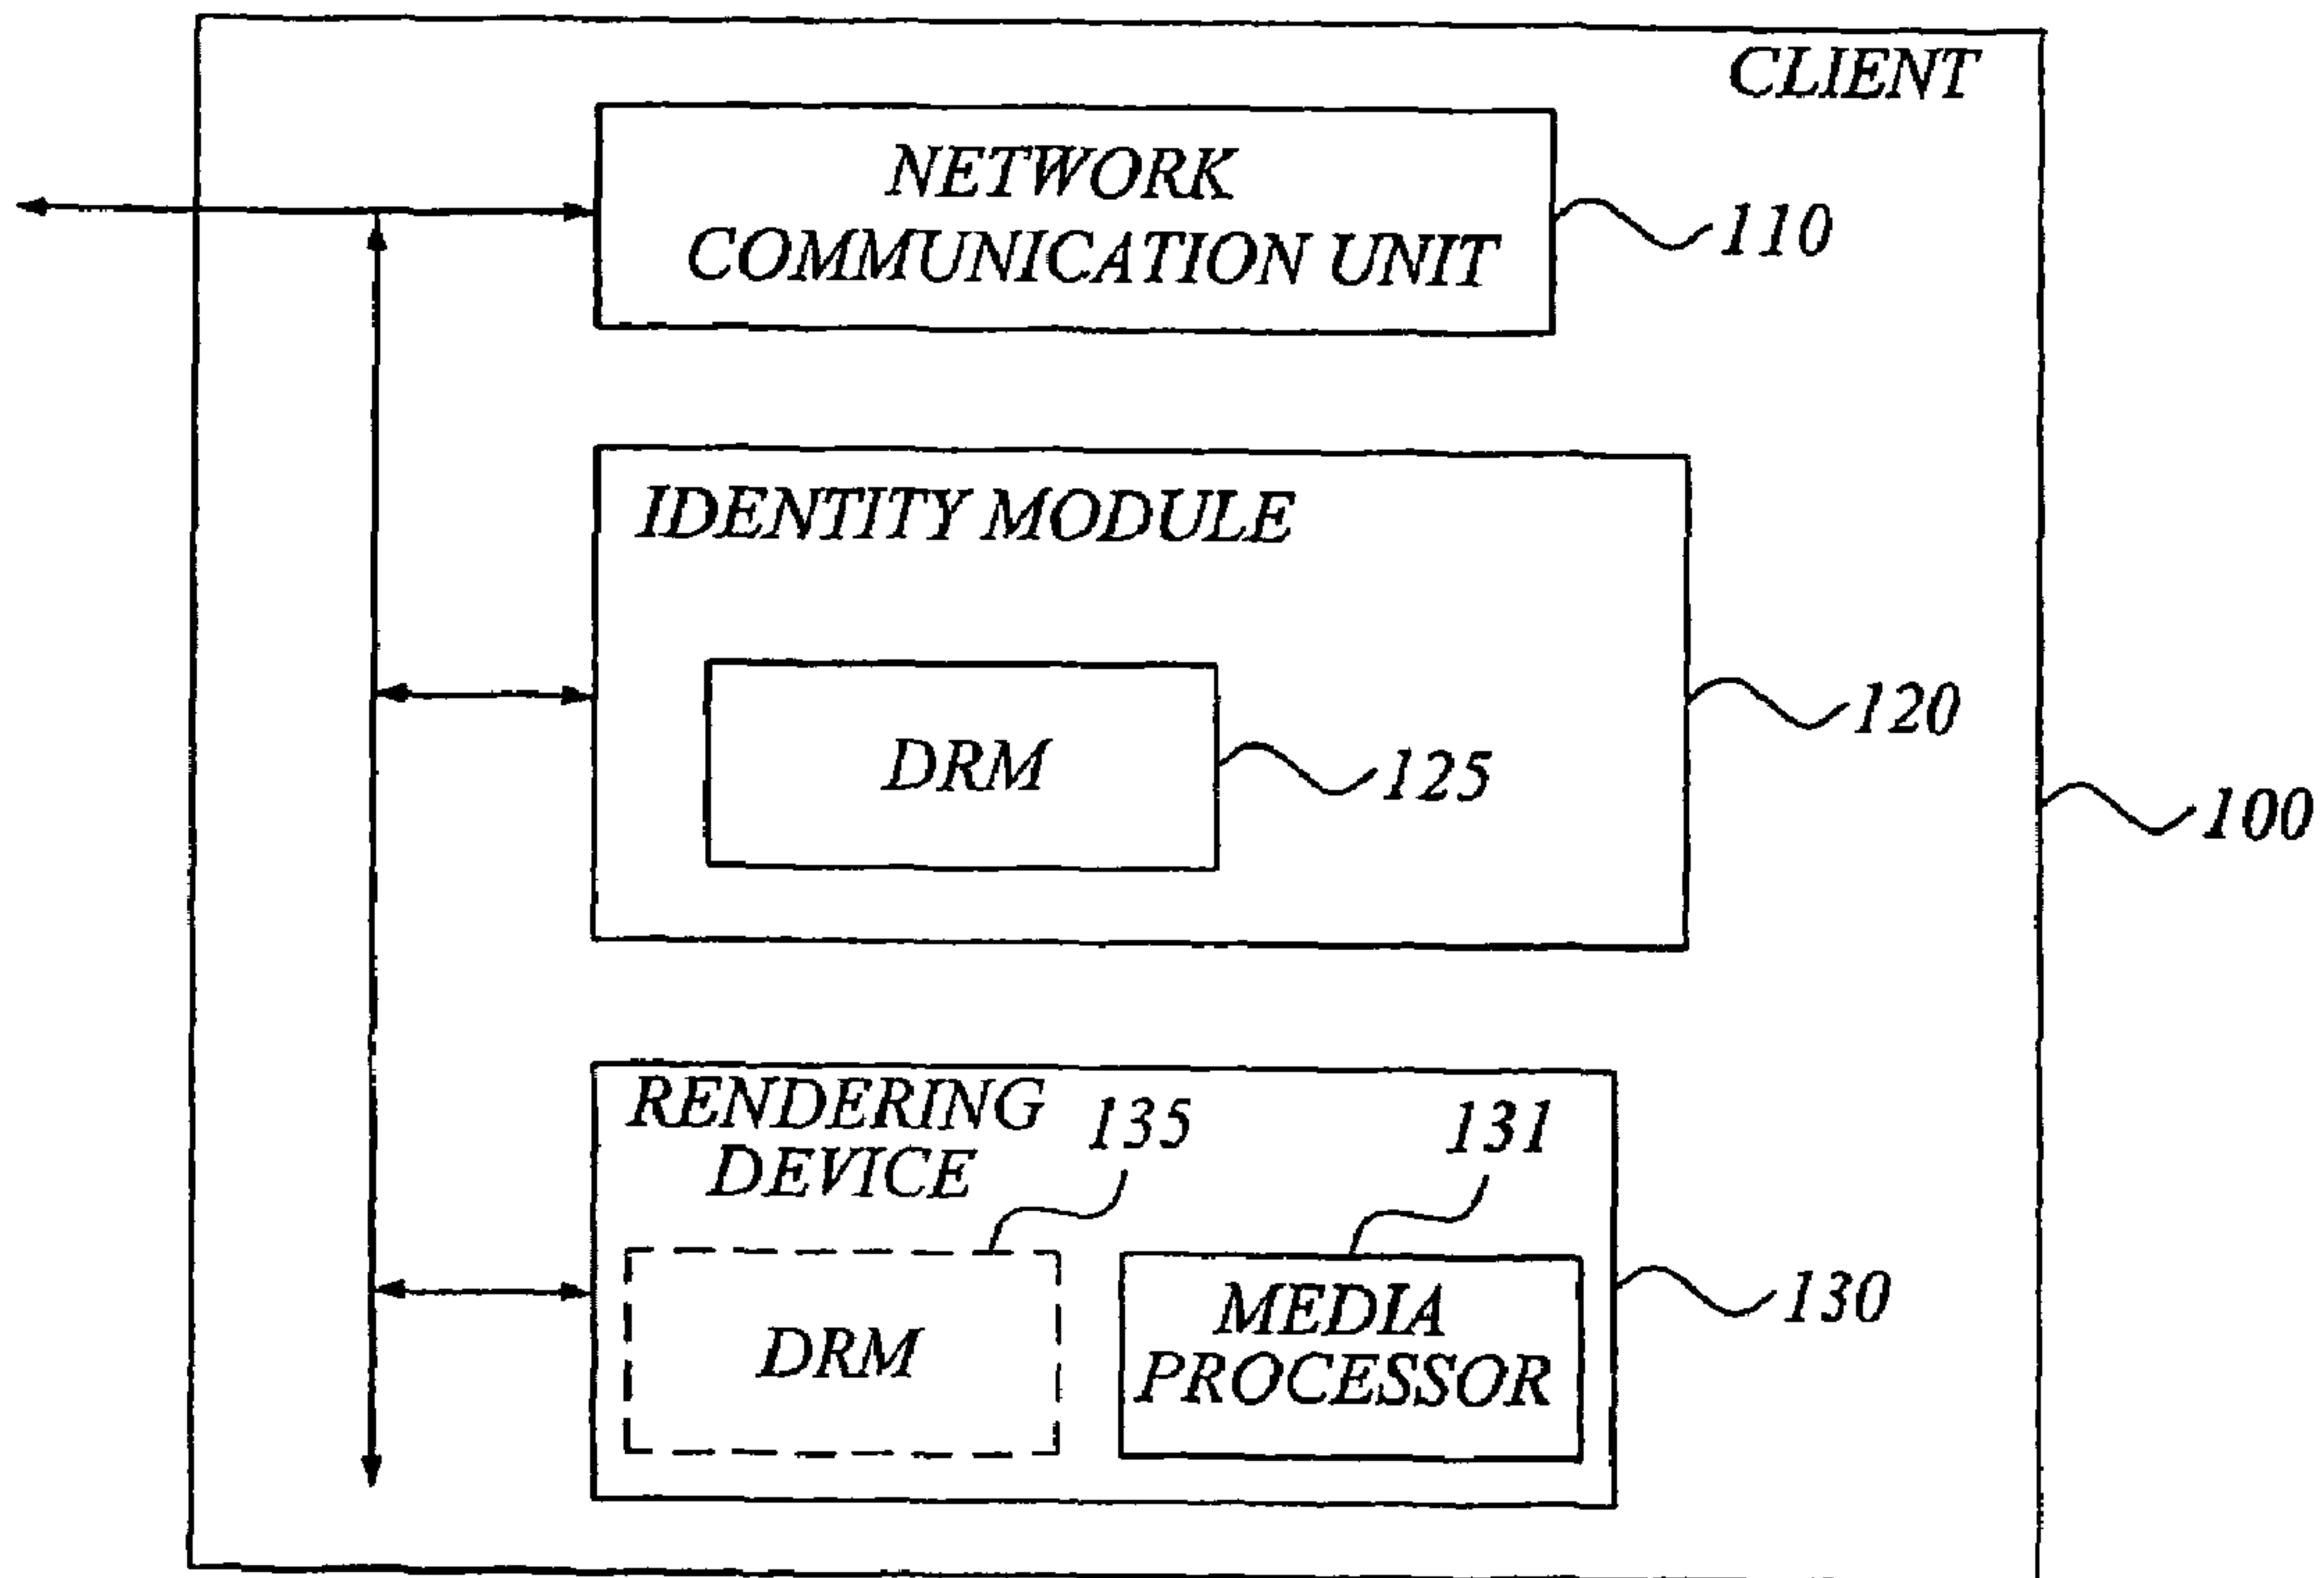 CLIENT
NETWORK
COMMUNICATION UNIT
110
IDENTITY MODULE
120
DRM
125
100
RENDERING
DEVICE
135
131
130
DRM
MEDIA
PROCESSOR